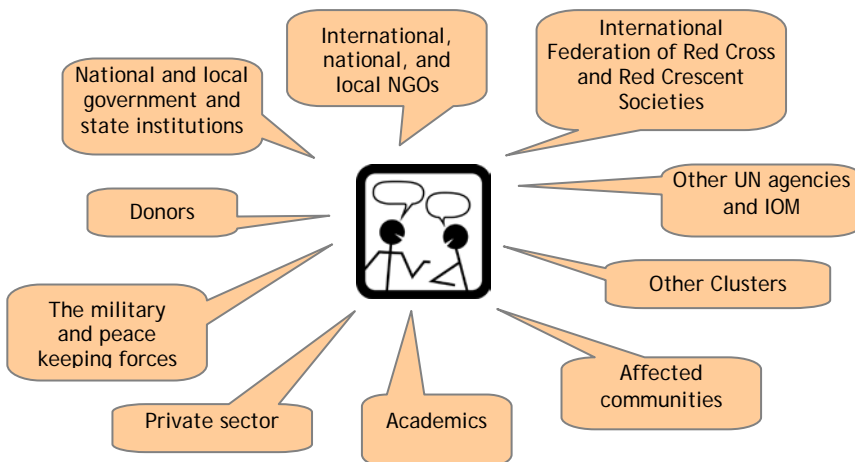 International,
national, and
local NGOs
International
Federation of Red Cross
and Red Crescent
Societies
National and local
government and
state institutions
Other UN agencies
and IOM
Donors
Other Clusters
The military
and peace
keeping forces
Affected
communities
Private sector
Academics